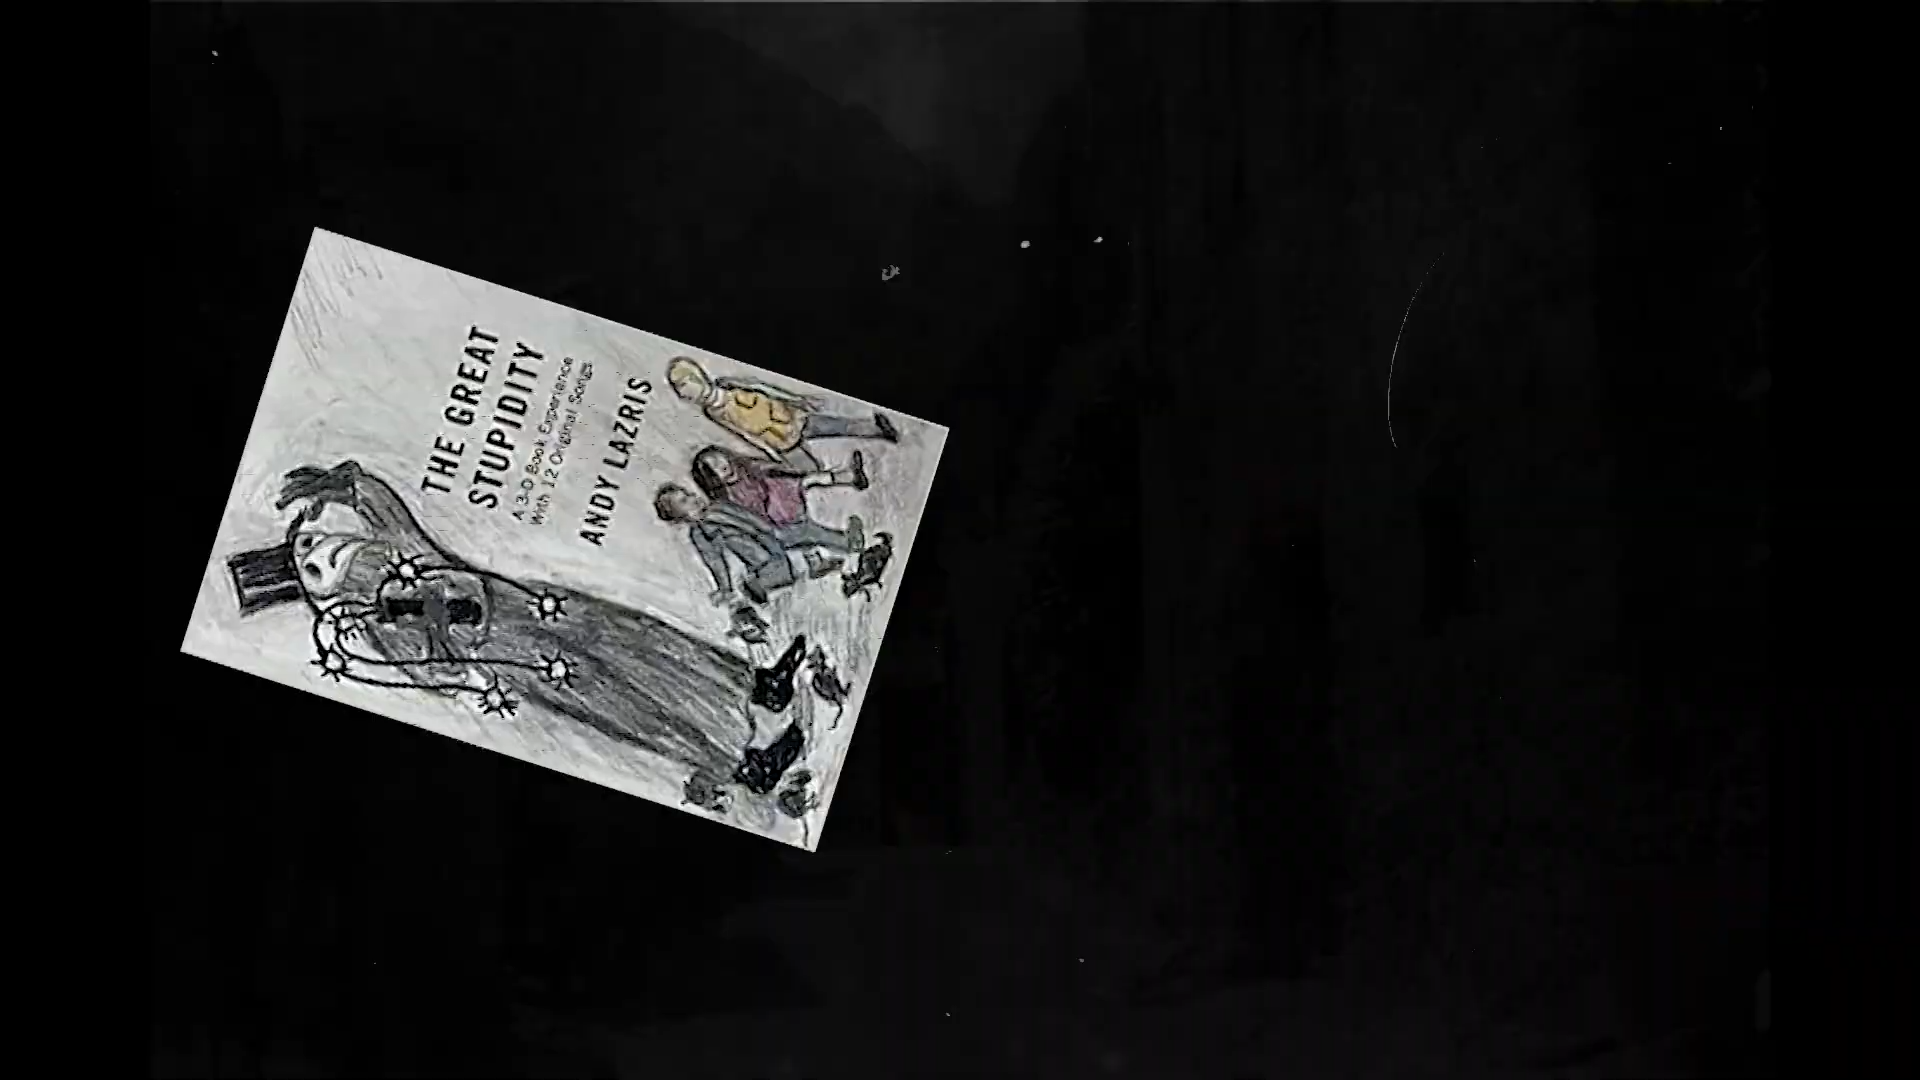 THE GREAT
STUPIDITY
A 3-D Book Experience
With 12 Original Songs
ANDY LAZRIS